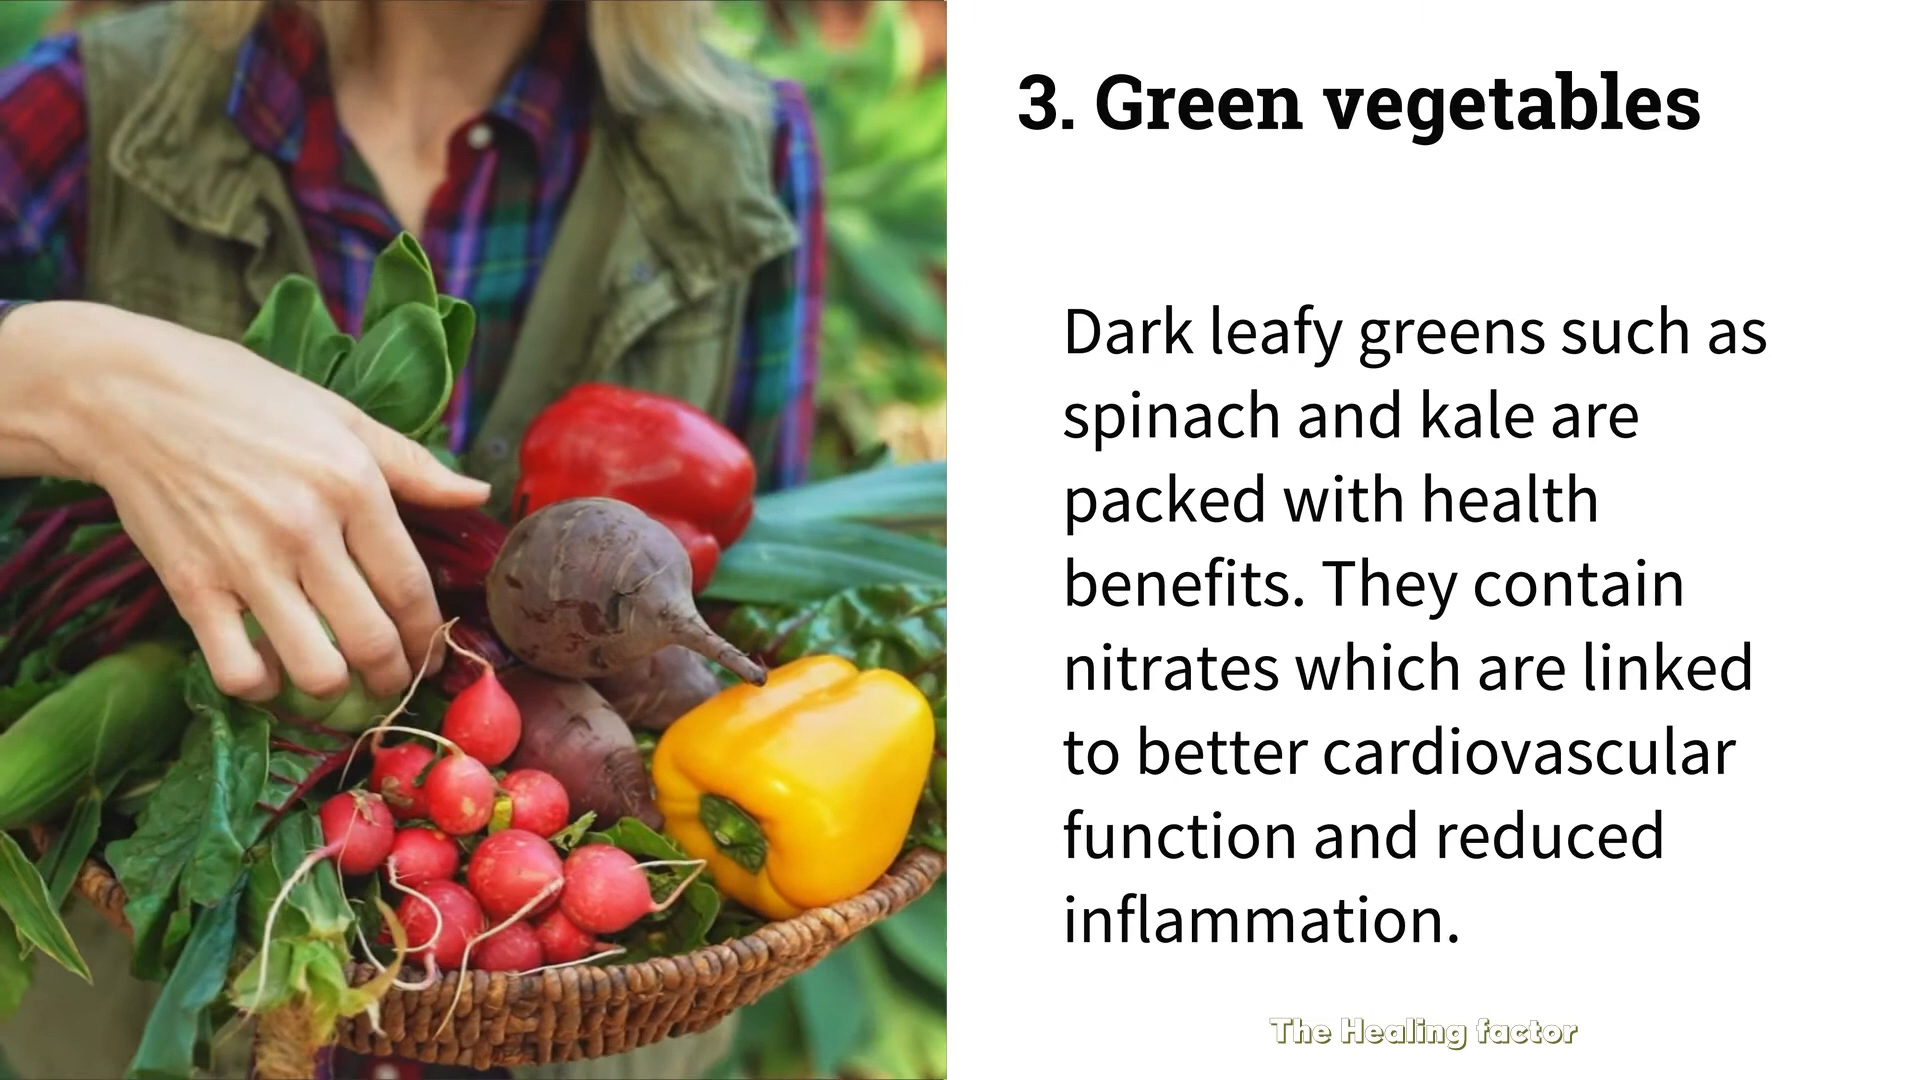 3. Green vegetables
Dark leafy greens such as
spinach and kale are
packed with health
benefits. They contain
nitrates which are linked
to better cardiovascular
function and reduced
inflammation.
The Healing factor